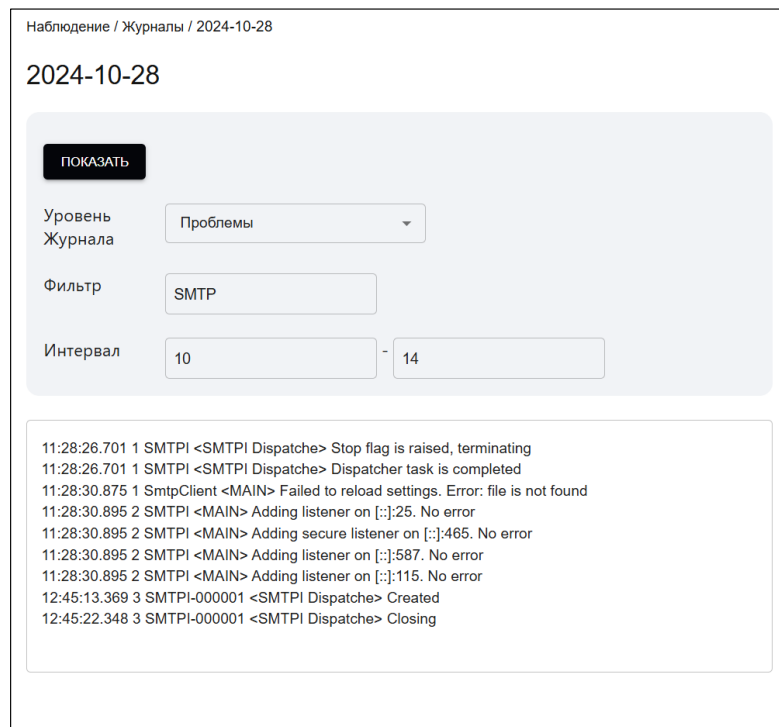 Наблюдение / Журналы / 2024-10-28
2024-10-28
ПОКАЗАТЬ
Уровень
Журнала
Проблемы
Фильтр
SMTP
Интервал
10 - 14
11:28:26.701 1 SMTPI <SMTPI Dispatche> Stop flag is raised, terminating
11:28:26.701 1 SMTPI <SMTPI Dispatche> Dispatcher task is completed
11:28:30.875 1 SmtpClient <MAIN> Failed to reload settings. Error: file is not found
11:28:30.895 2 SMTPI <MAIN> Adding listener on [::]:25. No error
11:28:30.895 2 SMTPI <MAIN> Adding secure listener on [::]:465. No error
11:28:30.895 2 SMTPI <MAIN> Adding listener on [::]:587. No error
11:28:30.895 2 SMTPI <MAIN> Adding listener on [::]:115. No error
12:45:13.369 3 SMTPI-000001 <SMTPI Dispatche> Created
12:45:22.348 3 SMTPI-000001 <SMTPI Dispatche> Closing